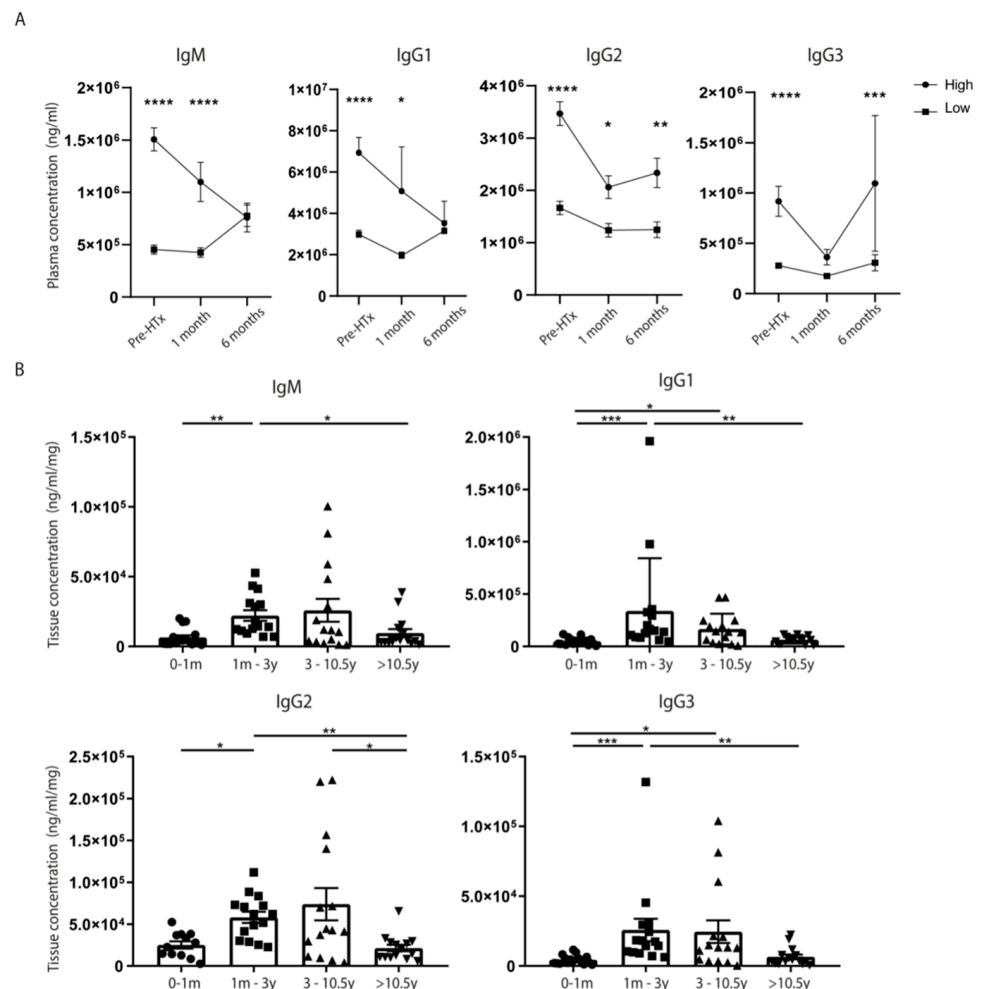 A
IgM
IgG1
IgG2
IgG3
High
Low
Plasma concentration (ng/ml)
2×10⁶
1.5×10⁶
1×10⁶
5×10⁵
0
**** ****
Pre-HTx
1 month
6 months
1×10⁷
8×10⁶
6×10⁶
4×10⁶
2×10⁶
0
**** *
Pre-HTx
1 month
6 months
4×10⁶
3×10⁶
2×10⁶
1×10⁶
0
**** * **
Pre-HTx
1 month
6 months
2×10⁶
1.5×10⁶
1×10⁶
5×10⁵
0
**** ***
Pre-HTx
1 month
6 months
B
IgM
Tissue concentration (ng/ml/mg)
** *
1.5×10⁵
1.0×10⁵
5.0×10⁴
0
0-1m 1m - 3y 3 - 10.5y >10.5y
IgG1
*
*** **
2.0×10⁶
1.5×10⁶
1.0×10⁶
5.0×10⁵
0
0-1m 1m - 3y 3 - 10.5y >10.5y
IgG2
Tissue concentration (ng/ml/mg)
**
* *
2.5×10⁵
2.0×10⁵
1.5×10⁵
1.0×10⁵
5.0×10⁴
0
0-1m 1m - 3y 3 - 10.5y >10.5y
IgG3
*
*** **
1.5×10⁵
1.0×10⁵
5.0×10⁴
0
0-1m 1m - 3y 3 - 10.5y >10.5y